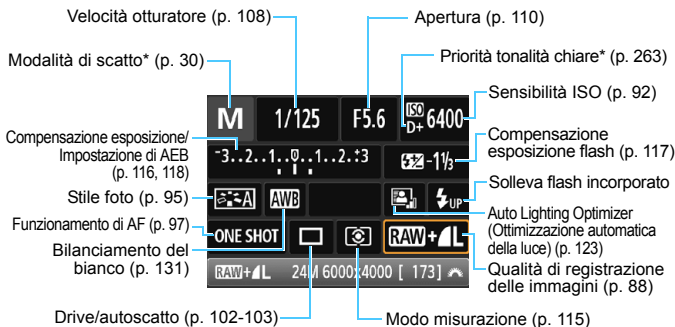 Velocità otturatore (p. 108)
Apertura (p. 110)
Modalità di scatto* (p. 30)
Priorità tonalità chiare* (p. 263)
Sensibilità ISO (p. 92)
M 1/125 F5.6 ISO D+ 6400
Compensazione esposizione/
Impostazione di AEB
(p. 116, 118)
-3..2..1..0..1..2.+3
-1 1/3
Compensazione
esposizione flash (p. 117)
Stile foto (p. 95)
A AWB UP
Solleva flash incorporato
Funzionamento di AF (p. 97)
Auto Lighting Optimizer
(Ottimizzazione automatica
della luce) (p. 123)
ONE SHOT RAW+L
Bilanciamento del
bianco (p. 131)
RAW+L 24M 6000x4000 [ 173]
Qualità di registrazione
delle immagini (p. 88)
Drive/autoscatto (p. 102-103)
Modo misurazione (p. 115)